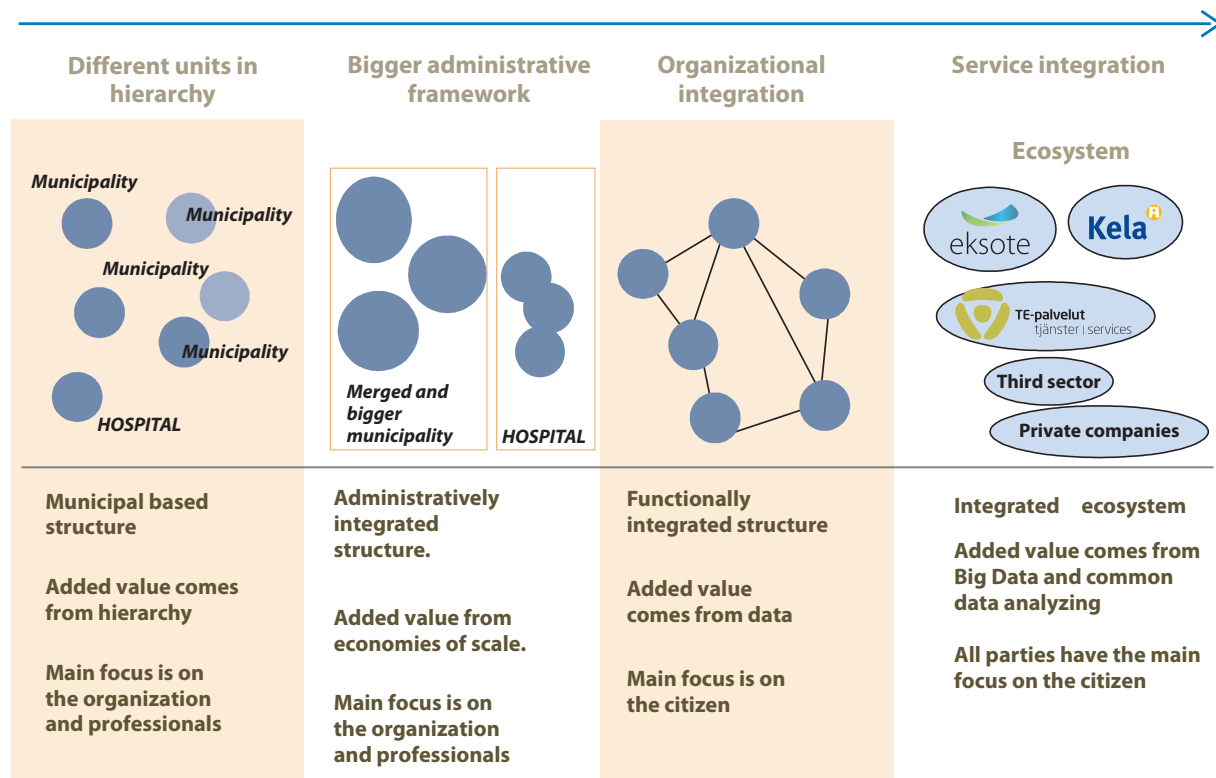 Different units in
hierarchy
Bigger administrative
framework
Organizational
integration
Service integration
Municipality
Municipality
Municipality
Municipality
HOSPITAL
Merged and
bigger
municipality
HOSPITAL
Ecosystem
eksote
Kela
TE-palvelut
tjänster | services
Third sector
Private companies
Municipal based
structure
Added value comes
from hierarchy
Main focus is on
the organization
and professionals
Administratively
integrated
structure.
Added value from
economies of scale.
Main focus is on
the organization
and professionals
Functionally
integrated structure
Added value
comes from data
Main focus is on
the citizen
Integrated ecosystem
Added value comes from
Big Data and common
data analyzing
All parties have the main
focus on the citizen